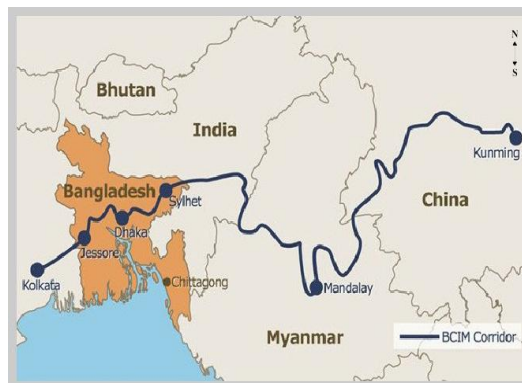 N
S
Bhutan
India
Kunming
Bangladesh
Sylhet
China
Dhaka
Jessore
Kolkata
Chittagong
Mandalay
Myanmar
BCIM Corridor